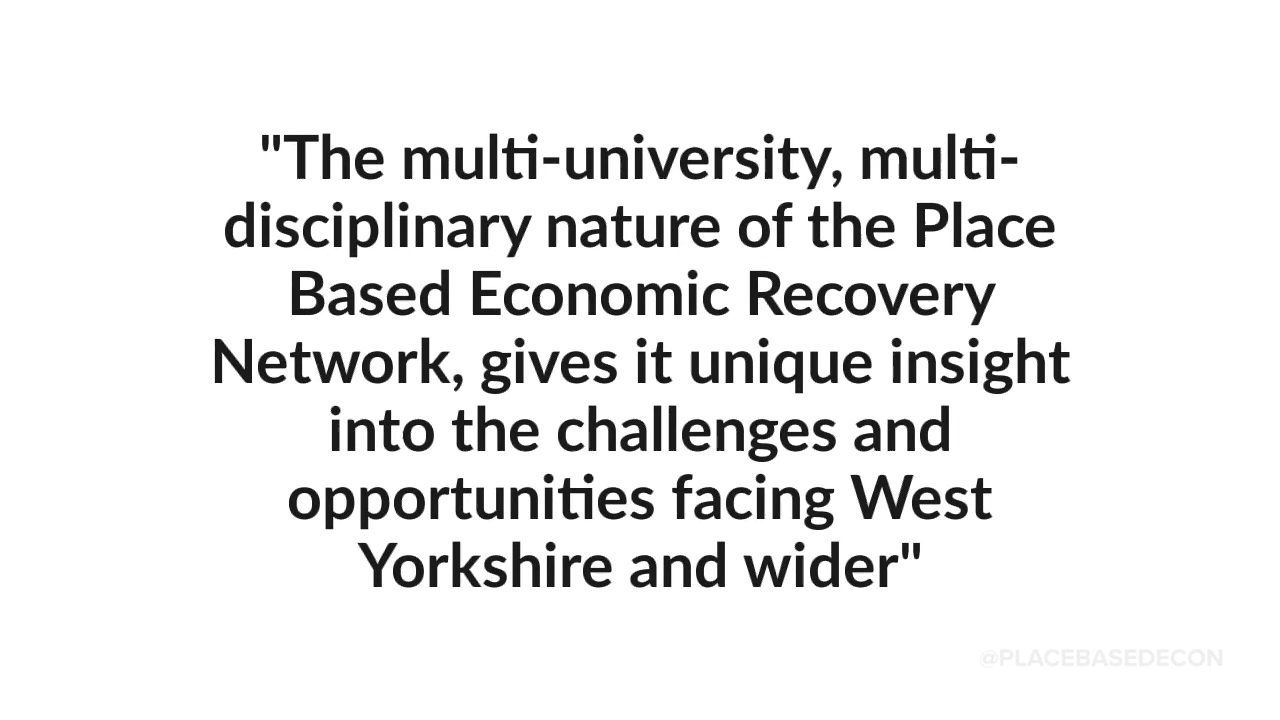 "The multi-university, multi-
disciplinary nature of the Place
Based Economic Recovery
Network, gives it unique insight
into the challenges and
opportunities facing West
Yorkshire and wider"
@PLACEBASEDECON